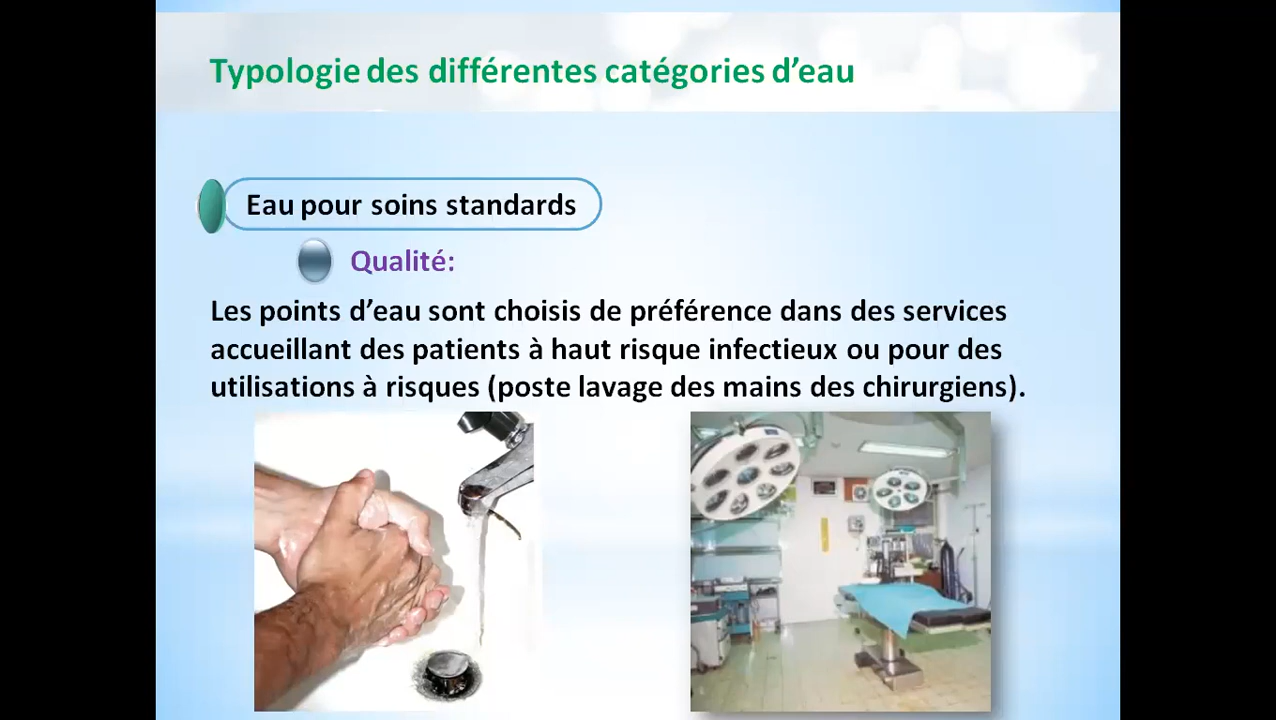 Typologie des différentes catégories d’eau
Eau pour soins standards
Qualité:
Les points d’eau sont choisis de préférence dans des services
accueillant des patients à haut risque infectieux ou pour des
utilisations à risques (poste lavage des mains des chirurgiens).